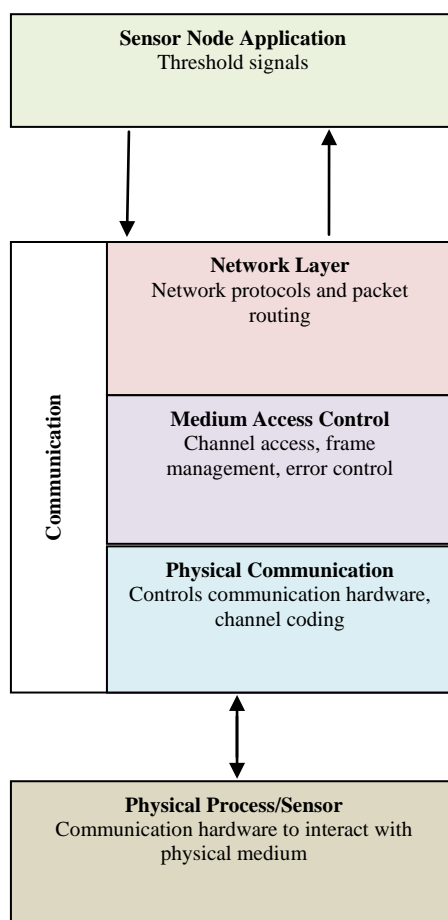 Sensor Node Application
Threshold signals
Communication
Network Layer
Network protocols and packet
routing
Medium Access Control
Channel access, frame
management, error control
Physical Communication
Controls communication hardware,
channel coding
Physical Process/Sensor
Communication hardware to interact with
physical medium